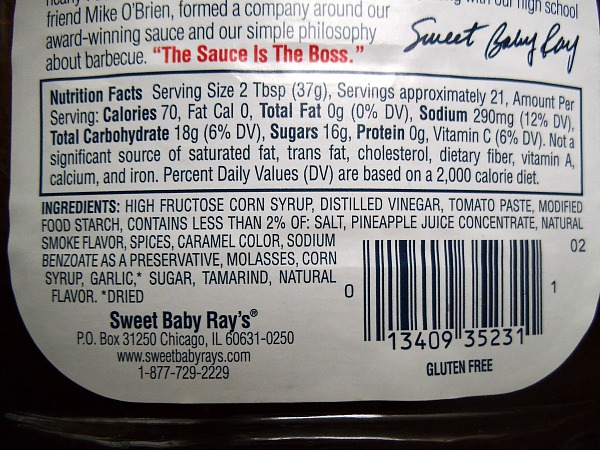 friend Mike O'Brien, formed a company around our
high school
award-winning sauce and our simple philosophy
about barbecue. "The Sauce Is The Boss."
Sweet Baby Ray
Nutrition Facts Serving Size 2 Tbsp (37g), Servings approximately 21, Amount Per
Serving: Calories 70, Fat Cal 0, Total Fat 0g (0% DV), Sodium 290mg (12% DV),
Total Carbohydrate 18g (6% DV), Sugars 16g, Protein 0g, Vitamin C (6% DV). Not a
significant source of saturated fat, trans fat, cholesterol, dietary fiber, vitamin A,
calcium, and iron. Percent Daily Values (DV) are based on a 2,000 calorie diet.
INGREDIENTS: HIGH FRUCTOSE CORN SYRUP, DISTILLED VINEGAR, TOMATO PASTE, MODIFIED
FOOD STARCH, CONTAINS LESS THAN 2% OF: SALT, PINEAPPLE JUICE CONCENTRATE, NATURAL
SMOKE FLAVOR, SPICES, CARAMEL COLOR, SODIUM
BENZOATE AS A PRESERVATIVE, MOLASSES, CORN
SYRUP, GARLIC,* SUGAR, TAMARIND, NATURAL
FLAVOR. *DRIED
02
0 13409 35231 1
Sweet Baby Ray's®
P.O. Box 31250 Chicago, IL 60631-0250
www.sweetbabyrays.com
1-877-729-2229
GLUTEN FREE